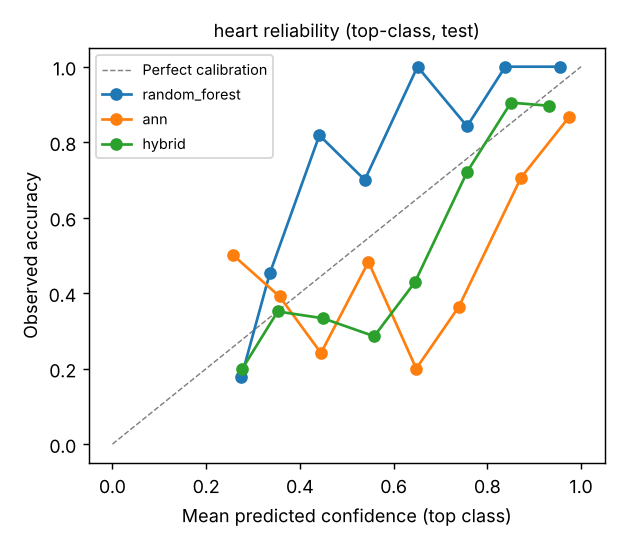 heart reliability (top-class, test)
Perfect calibration
random_forest
ann
hybrid
Observed accuracy
1.0
0.8
0.6
0.4
0.2
0.0
0.0 0.2 0.4 0.6 0.8 1.0
Mean predicted confidence (top class)